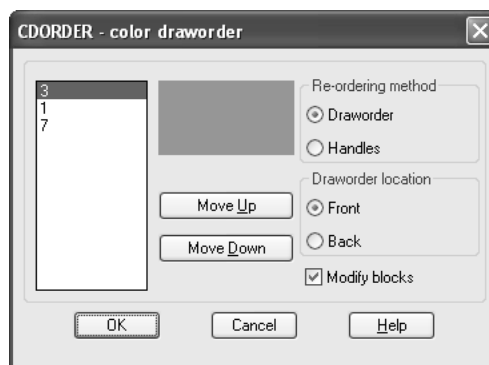 CDORDER - color draworder
3
1
7
Move Up
Move Down
Re-ordering method
Draworder
Handles
Draworder location
Front
Back
Modify blocks
OK
Cancel
Help